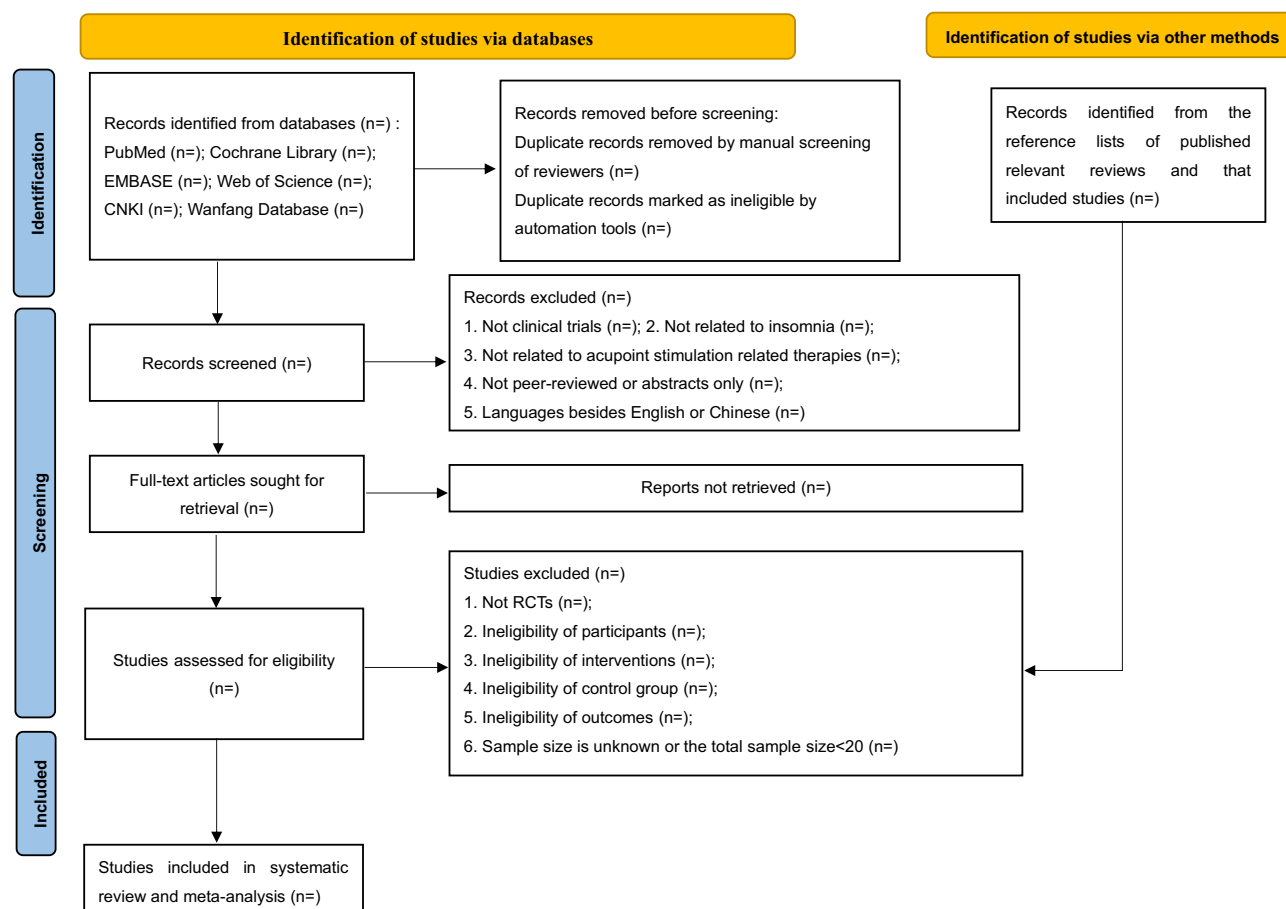 Identification of studies via databases
Identification of studies via other methods
Identification
Records identified from databases (n=) :
PubMed (n=); Cochrane Library (n=);
EMBASE (n=); Web of Science (n=);
CNKI (n=); Wanfang Database (n=)
Records removed before screening:
Duplicate records removed by manual screening
of reviewers (n=)
Duplicate records marked as ineligible by
automation tools (n=)
Records identified from the
reference lists of published
relevant reviews and that
included studies (n=)
Screening
Records screened (n=)
Records excluded (n=)
1. Not clinical trials (n=); 2. Not related to insomnia (n=);
3. Not related to acupoint stimulation related therapies (n=);
4. Not peer-reviewed or abstracts only (n=);
5. Languages besides English or Chinese (n=)
Full-text articles sought for
retrieval (n=)
Reports not retrieved (n=)
Studies assessed for eligibility
(n=)
Studies excluded (n=)
1. Not RCTs (n=);
2. Ineligibility of participants (n=);
3. Ineligibility of interventions (n=);
4. Ineligibility of control group (n=);
5. Ineligibility of outcomes (n=);
6. Sample size is unknown or the total sample size<20 (n=)
Included
Studies included in systematic
review and meta-analysis (n=)